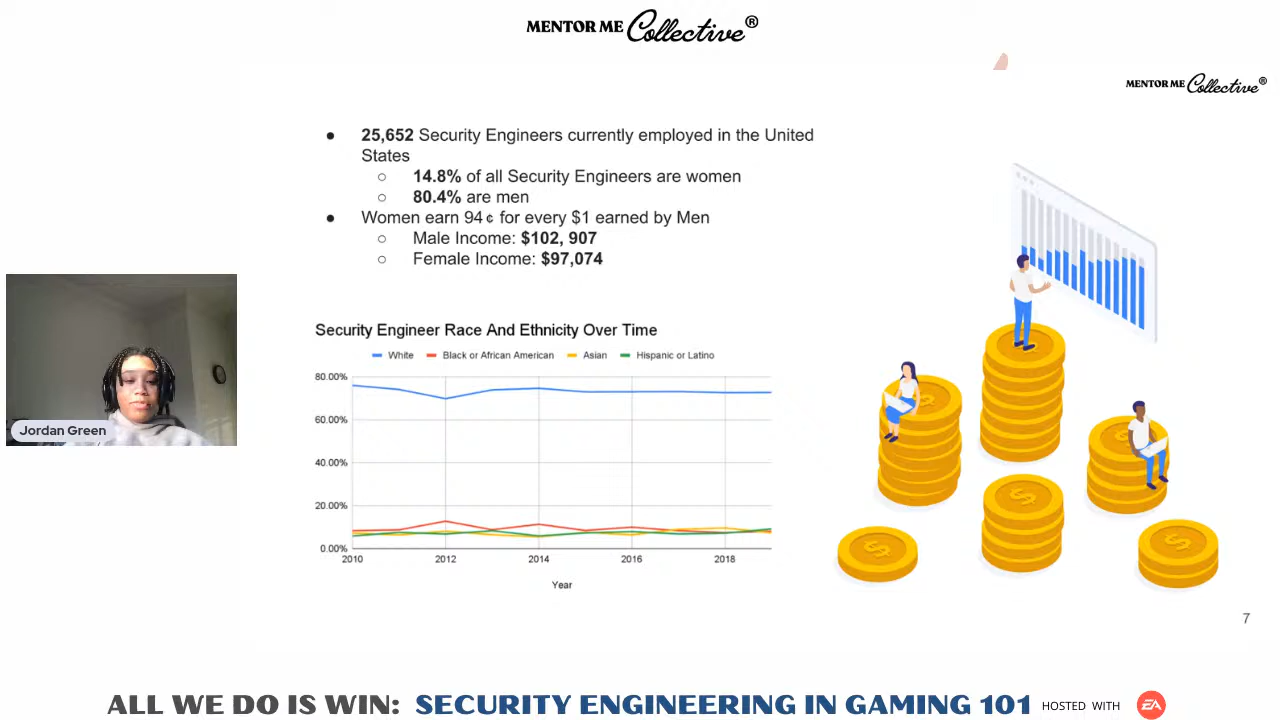 MENTOR ME Collective®
MENTOR ME Collective®
● 25,652 Security Engineers currently employed in the United
States
○ 14.8% of all Security Engineers are women
○ 80.4% are men
● Women earn 94¢ for every $1 earned by Men
○ Male Income: $102, 907
○ Female Income: $97,074
Security Engineer Race And Ethnicity Over Time
White Black or African American Asian Hispanic or Latino
80.00%
60.00%
40.00%
20.00%
0.00%
2010 2012 2014 2016 2018
Year
Jordan Green
7
ALL WE DO IS WIN: SECURITY ENGINEERING IN GAMING 101 HOSTED WITH EA